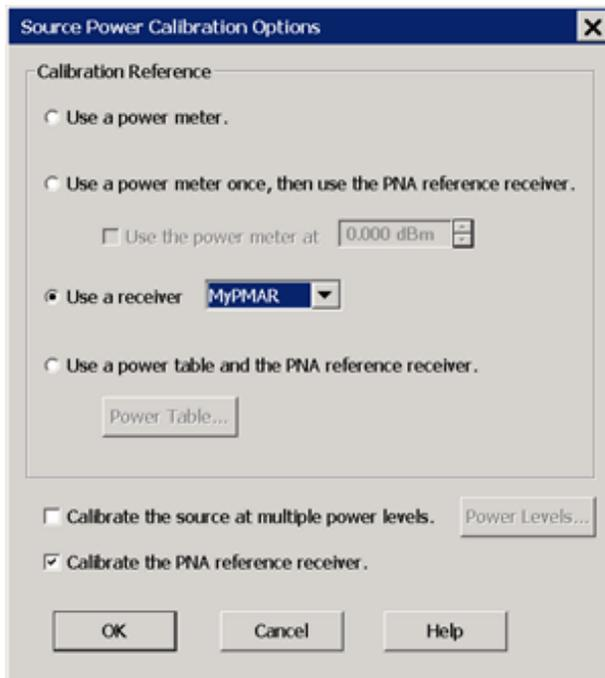 Source Power Calibration Options
Calibration Reference
Use a power meter.
Use a power meter once, then use the PNA reference receiver.
Use the power meter at 0.000 dBm
Use a receiver MyPMAR
Use a power table and the PNA reference receiver.
Power Table...
Calibrate the source at multiple power levels. Power Levels...
Calibrate the PNA reference receiver.
OK Cancel Help